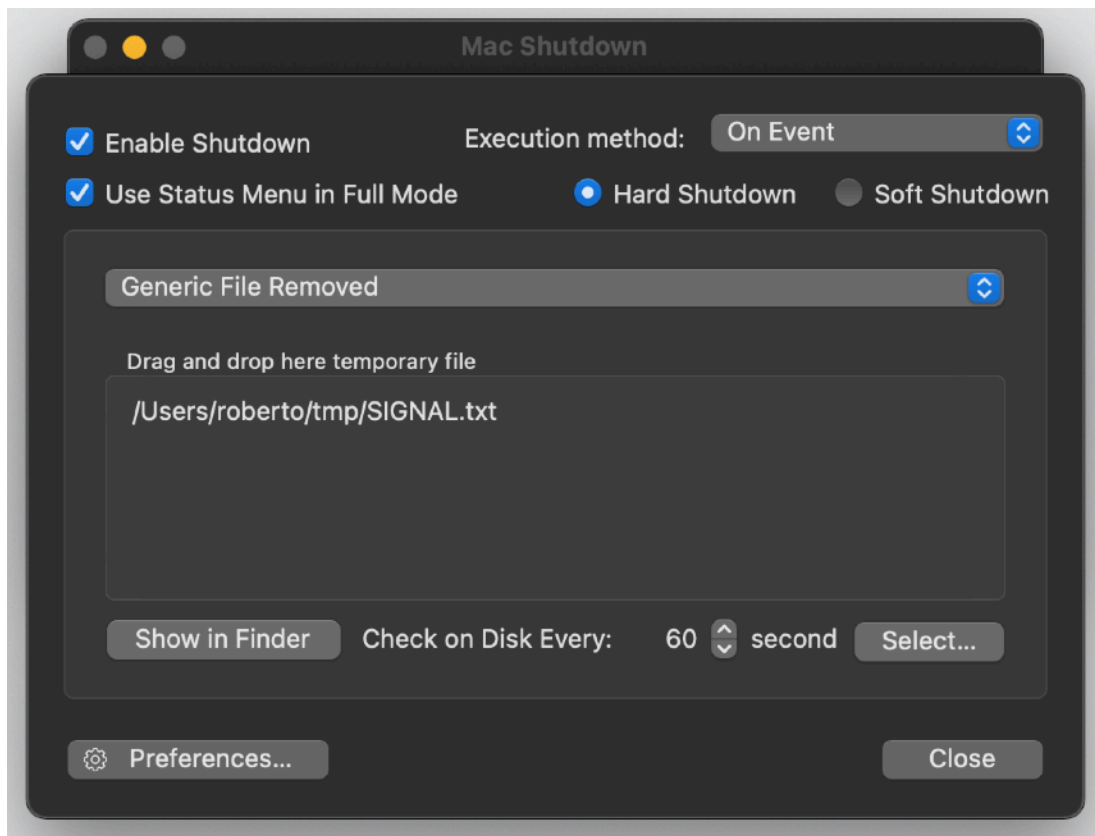 Mac Shutdown
Enable Shutdown Execution method: On Event
Use Status Menu in Full Mode Hard Shutdown Soft Shutdown
Generic File Removed
Drag and drop here temporary file
/Users/roberto/tmp/SIGNAL.txt
Show in Finder Check on Disk Every: 60 second Select...
Preferences... Close